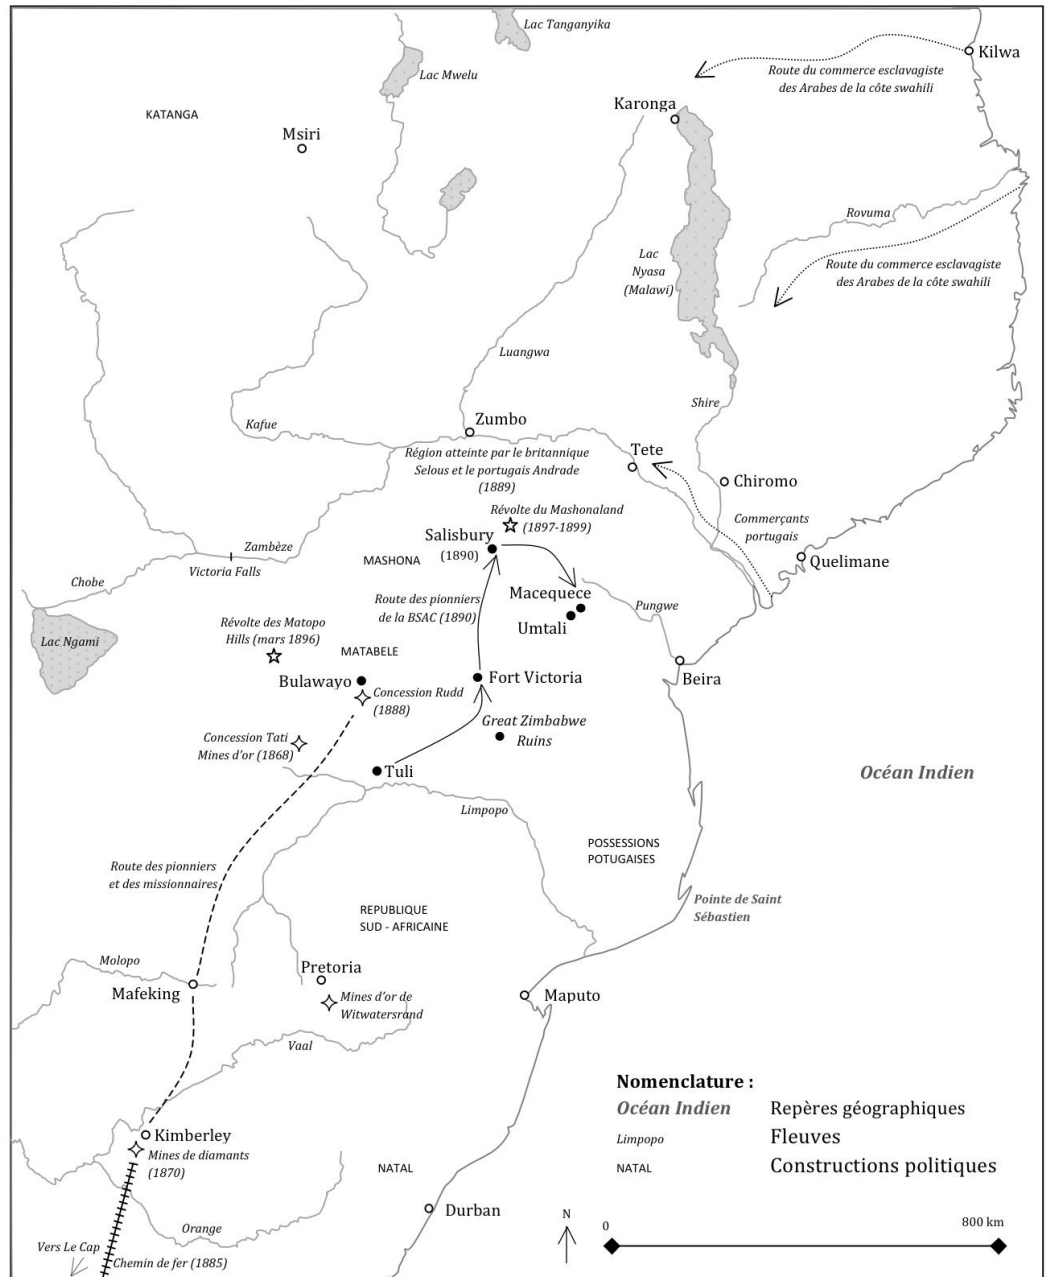 Lac Tanganyika
Kilwa
Lac Mwelu
Route du commerce esclavagiste
des Arabes de la côte swahili
Karonga
KATANGA
Msiri
Rovuma
Lac
Nyasa
(Malawi)
Route du commerce esclavagiste
des Arabes de la côte swahili
Luangwa
Shire
Kafue
Zumbo
Région atteinte par le britannique
Selous et le portugais Andrade
(1889)
Tete
Chiromo
Révolte du Mashonaland
(1897-1899)
Commerçants
portugais
Salisbury
(1890)
Zambèze
Victoria Falls
MASHONA
Quelimane
Chobe
Macequece
Route des pionniers
de la BSAC (1890)
Pungwe
Umtali
Révolte des Matopo
Hills (mars 1896)
Lac Ngami
MATABELE
Bulawayo
Fort Victoria
Beira
Concession Rudd
(1888)
Great Zimbabwe
Ruins
Concession Tati
Mines d'or (1868)
Tuli
Océan Indien
Limpopo
POSSESSIONS
POTUGAISES
Route des pionniers
et des missionnaires
Pointe de Saint
Sébastien
REPUBLIQUE
SUD - AFRICAINE
Molopo
Pretoria
Mafeking
Mines d'or de
Witwatersrand
Maputo
Vaal
Nomenclature :
Océan Indien Repères géographiques
Limpopo Fleuves
NATAL Constructions politiques
Kimberley
Mines de diamants
(1870)
NATAL
Durban
N
0
800 km
Orange
Vers Le Cap
Chemin de fer (1885)